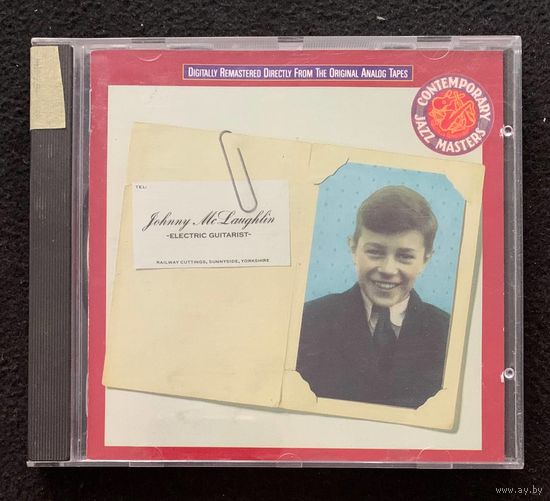 DIGITALLY REMASTERED DIRECTLY FROM THE ORIGINAL ANALOG TAPES
CONTEMPORARY
JAZZ MASTERS
TEL:
Johnny McLaughlin
-ELECTRIC GUITARIST-
RAILWAY CUTTINGS, SUNNYSIDE, YORKSHIRE
www.ay.by